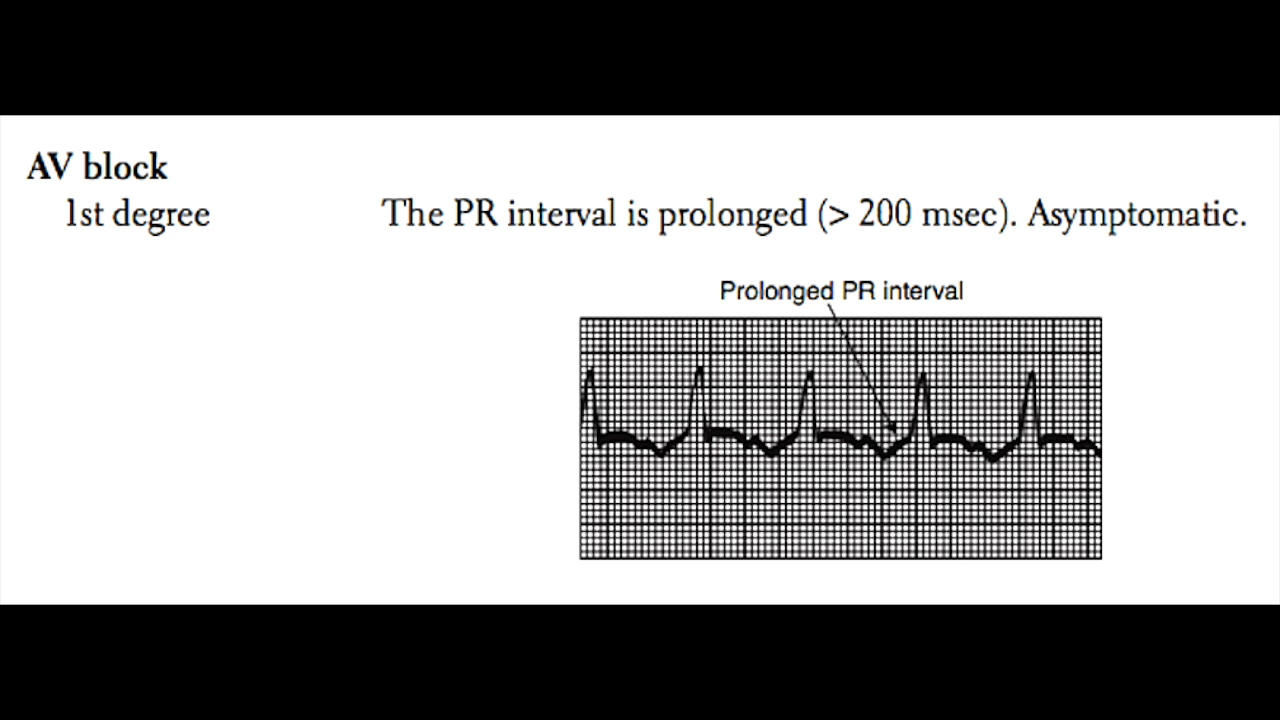 AV block
1st degree
The PR interval is prolonged (> 200 msec). Asymptomatic.
Prolonged PR interval